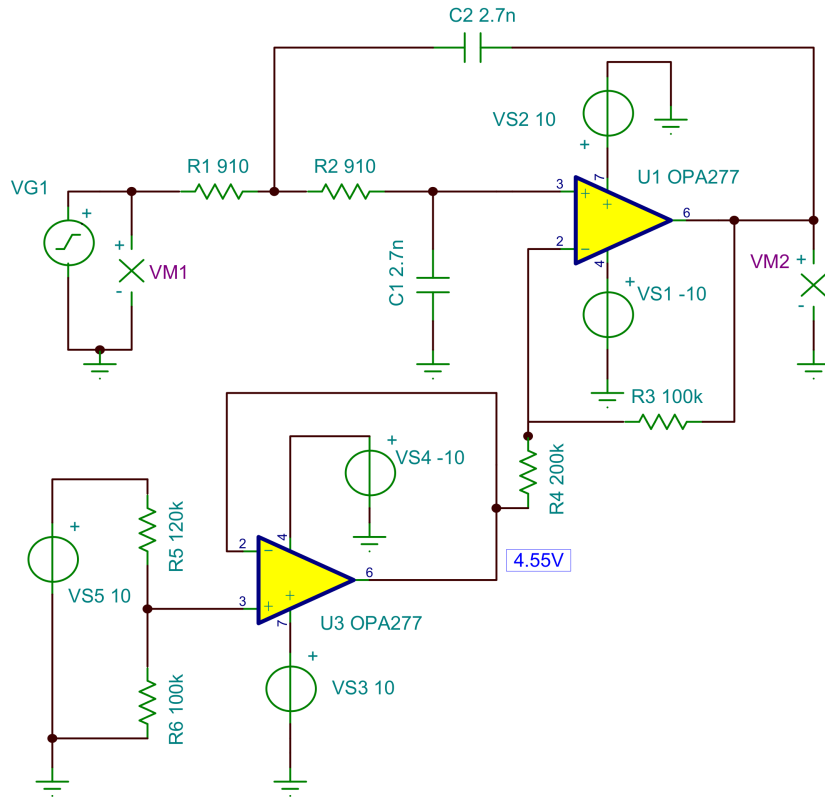 C2 2.7n
VS2 10
+
R1 910
R2 910
U1 OPA277
VG1
+
+
VM1
-
C1 2.7n
3
+
7
+
6
2
-
4
VM2
+
-
+
VS1 -10
R3 100k
R4 200k
+
VS4 -10
+
VS5 10
R5 120k
2
-
4
6
4.55V
3
+
+
7
U3 OPA277
R6 100k
+
VS3 10